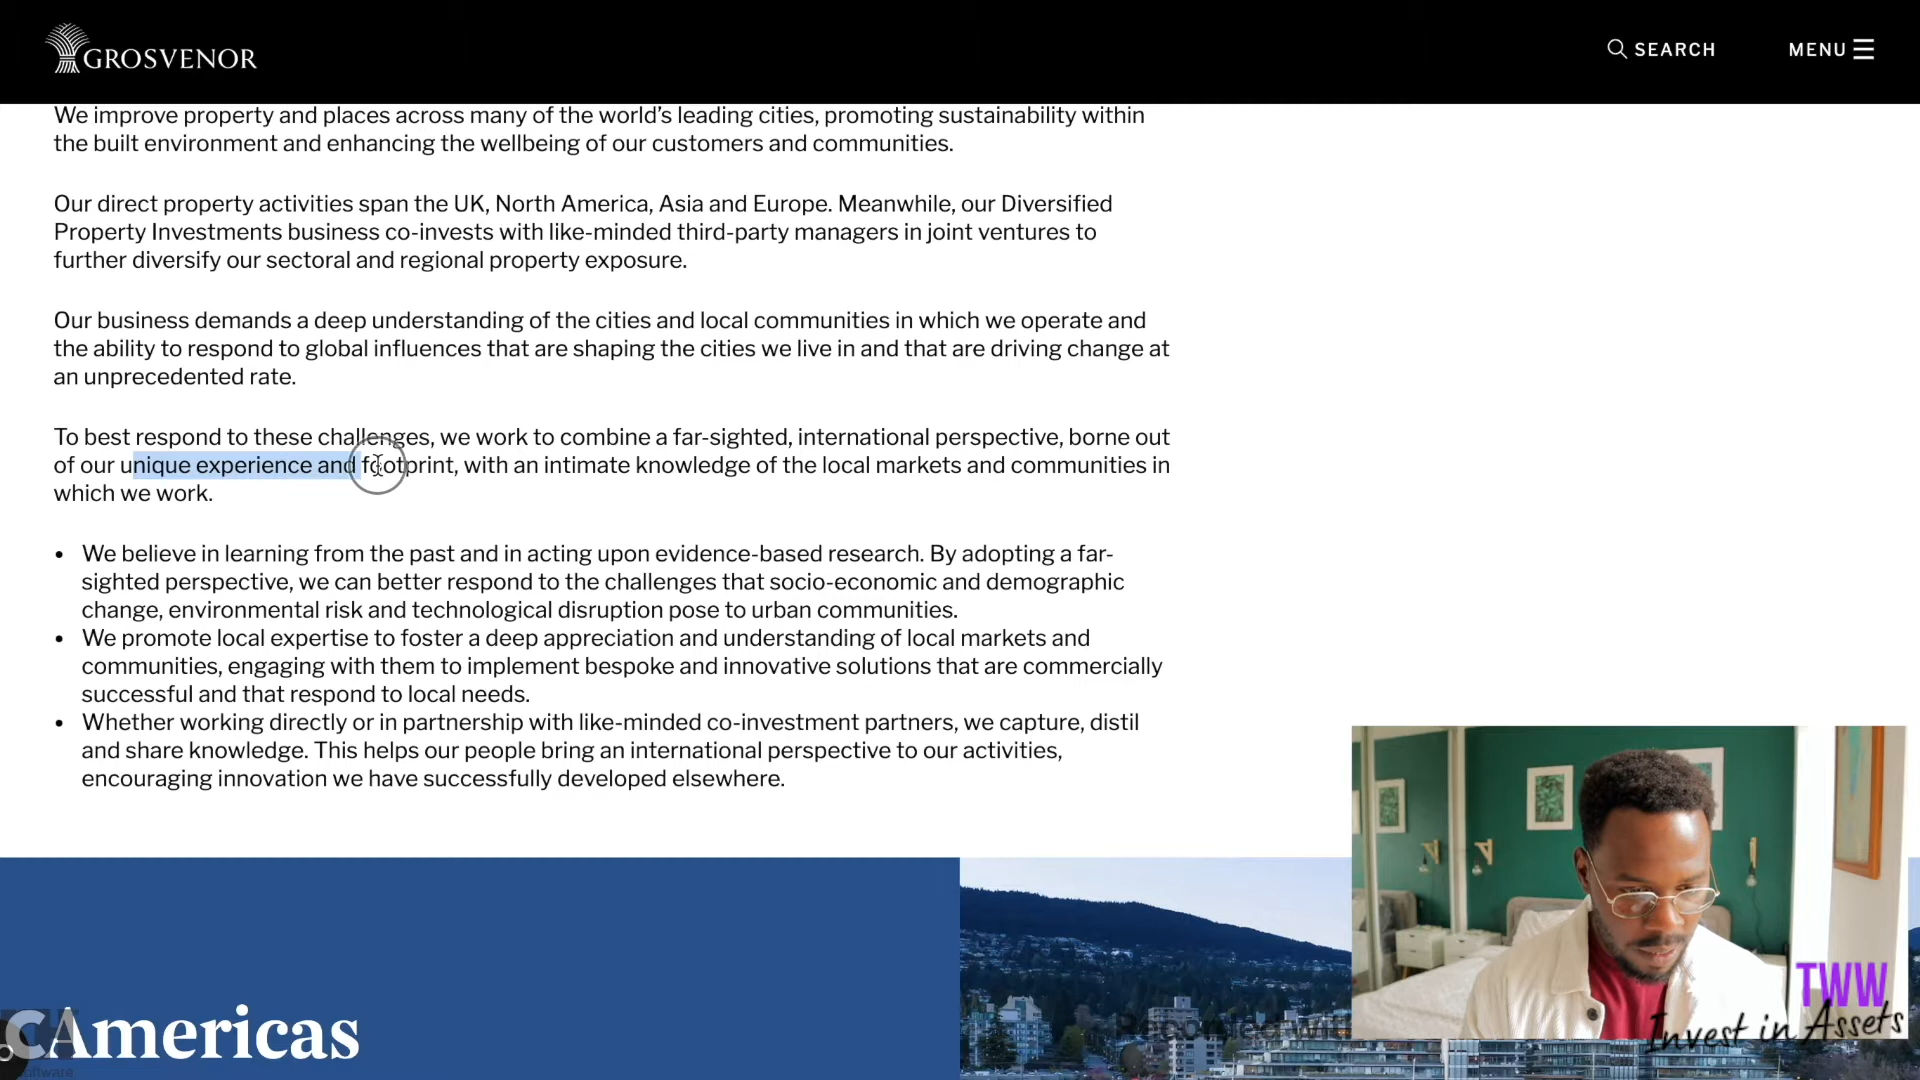 GROSVENOR
SEARCH
MENU
We improve property and places across many of the world's leading cities, promoting sustainability within
the built environment and enhancing the wellbeing of our customers and communities.
Our direct property activities span the UK, North America, Asia and Europe. Meanwhile, our Diversified
Property Investments business co-invests with like-minded third-party managers in joint ventures to
further diversify our sectoral and regional property exposure.
Our business demands a deep understanding of the cities and local communities in which we operate and
the ability to respond to global influences that are shaping the cities we live in and that are driving change at
an unprecedented rate.
To best respond to these challenges, we work to combine a far-sighted, international perspective, borne out
of our unique experience and footprint, with an intimate knowledge of the local markets and communities in
which we work.
• We believe in learning from the past and in acting upon evidence-based research. By adopting a far-
sighted perspective, we can better respond to the challenges that socio-economic and demographic
change, environmental risk and technological disruption pose to urban communities.
• We promote local expertise to foster a deep appreciation and understanding of local markets and
communities, engaging with them to implement bespoke and innovative solutions that are commercially
successful and that respond to local needs.
• Whether working directly or in partnership with like-minded co-investment partners, we capture, distil
and share knowledge. This helps our people bring an international perspective to our activities,
encouraging innovation we have successfully developed elsewhere.
Americas
TWW
Invest in Assets